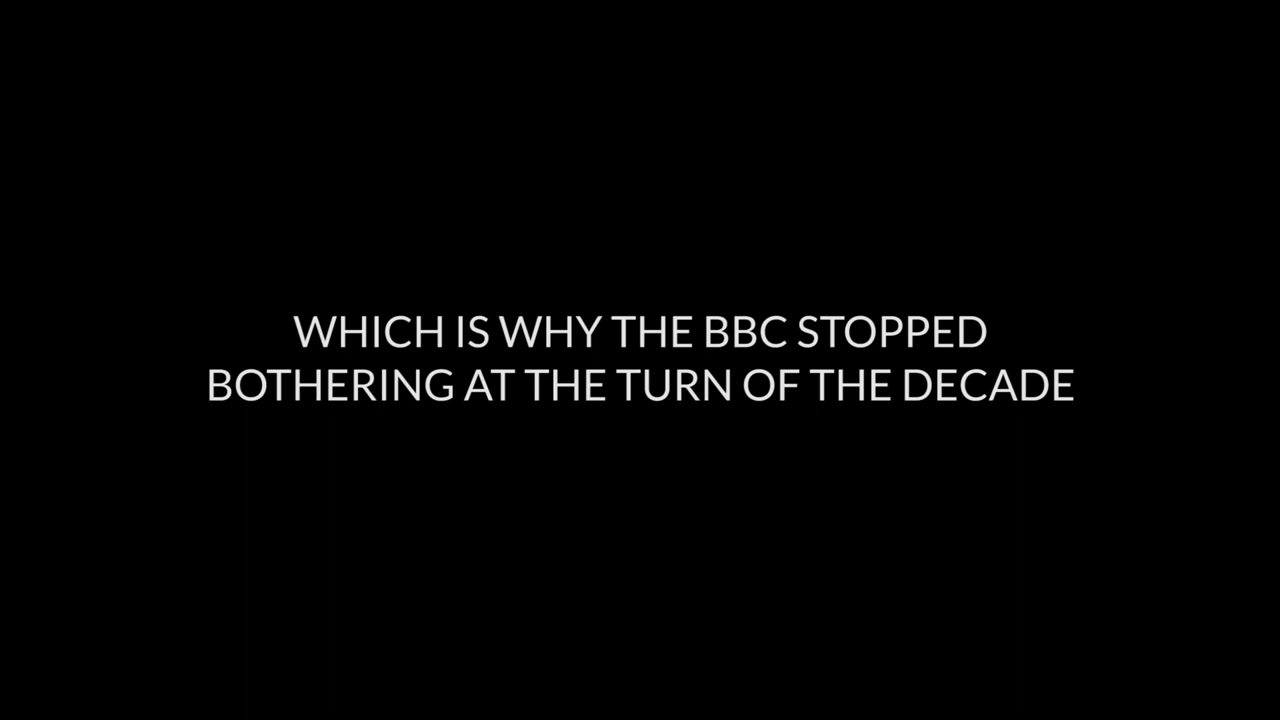 WHICH IS WHY THE BBC STOPPED
BOTHERING AT THE TURN OF THE DECADE